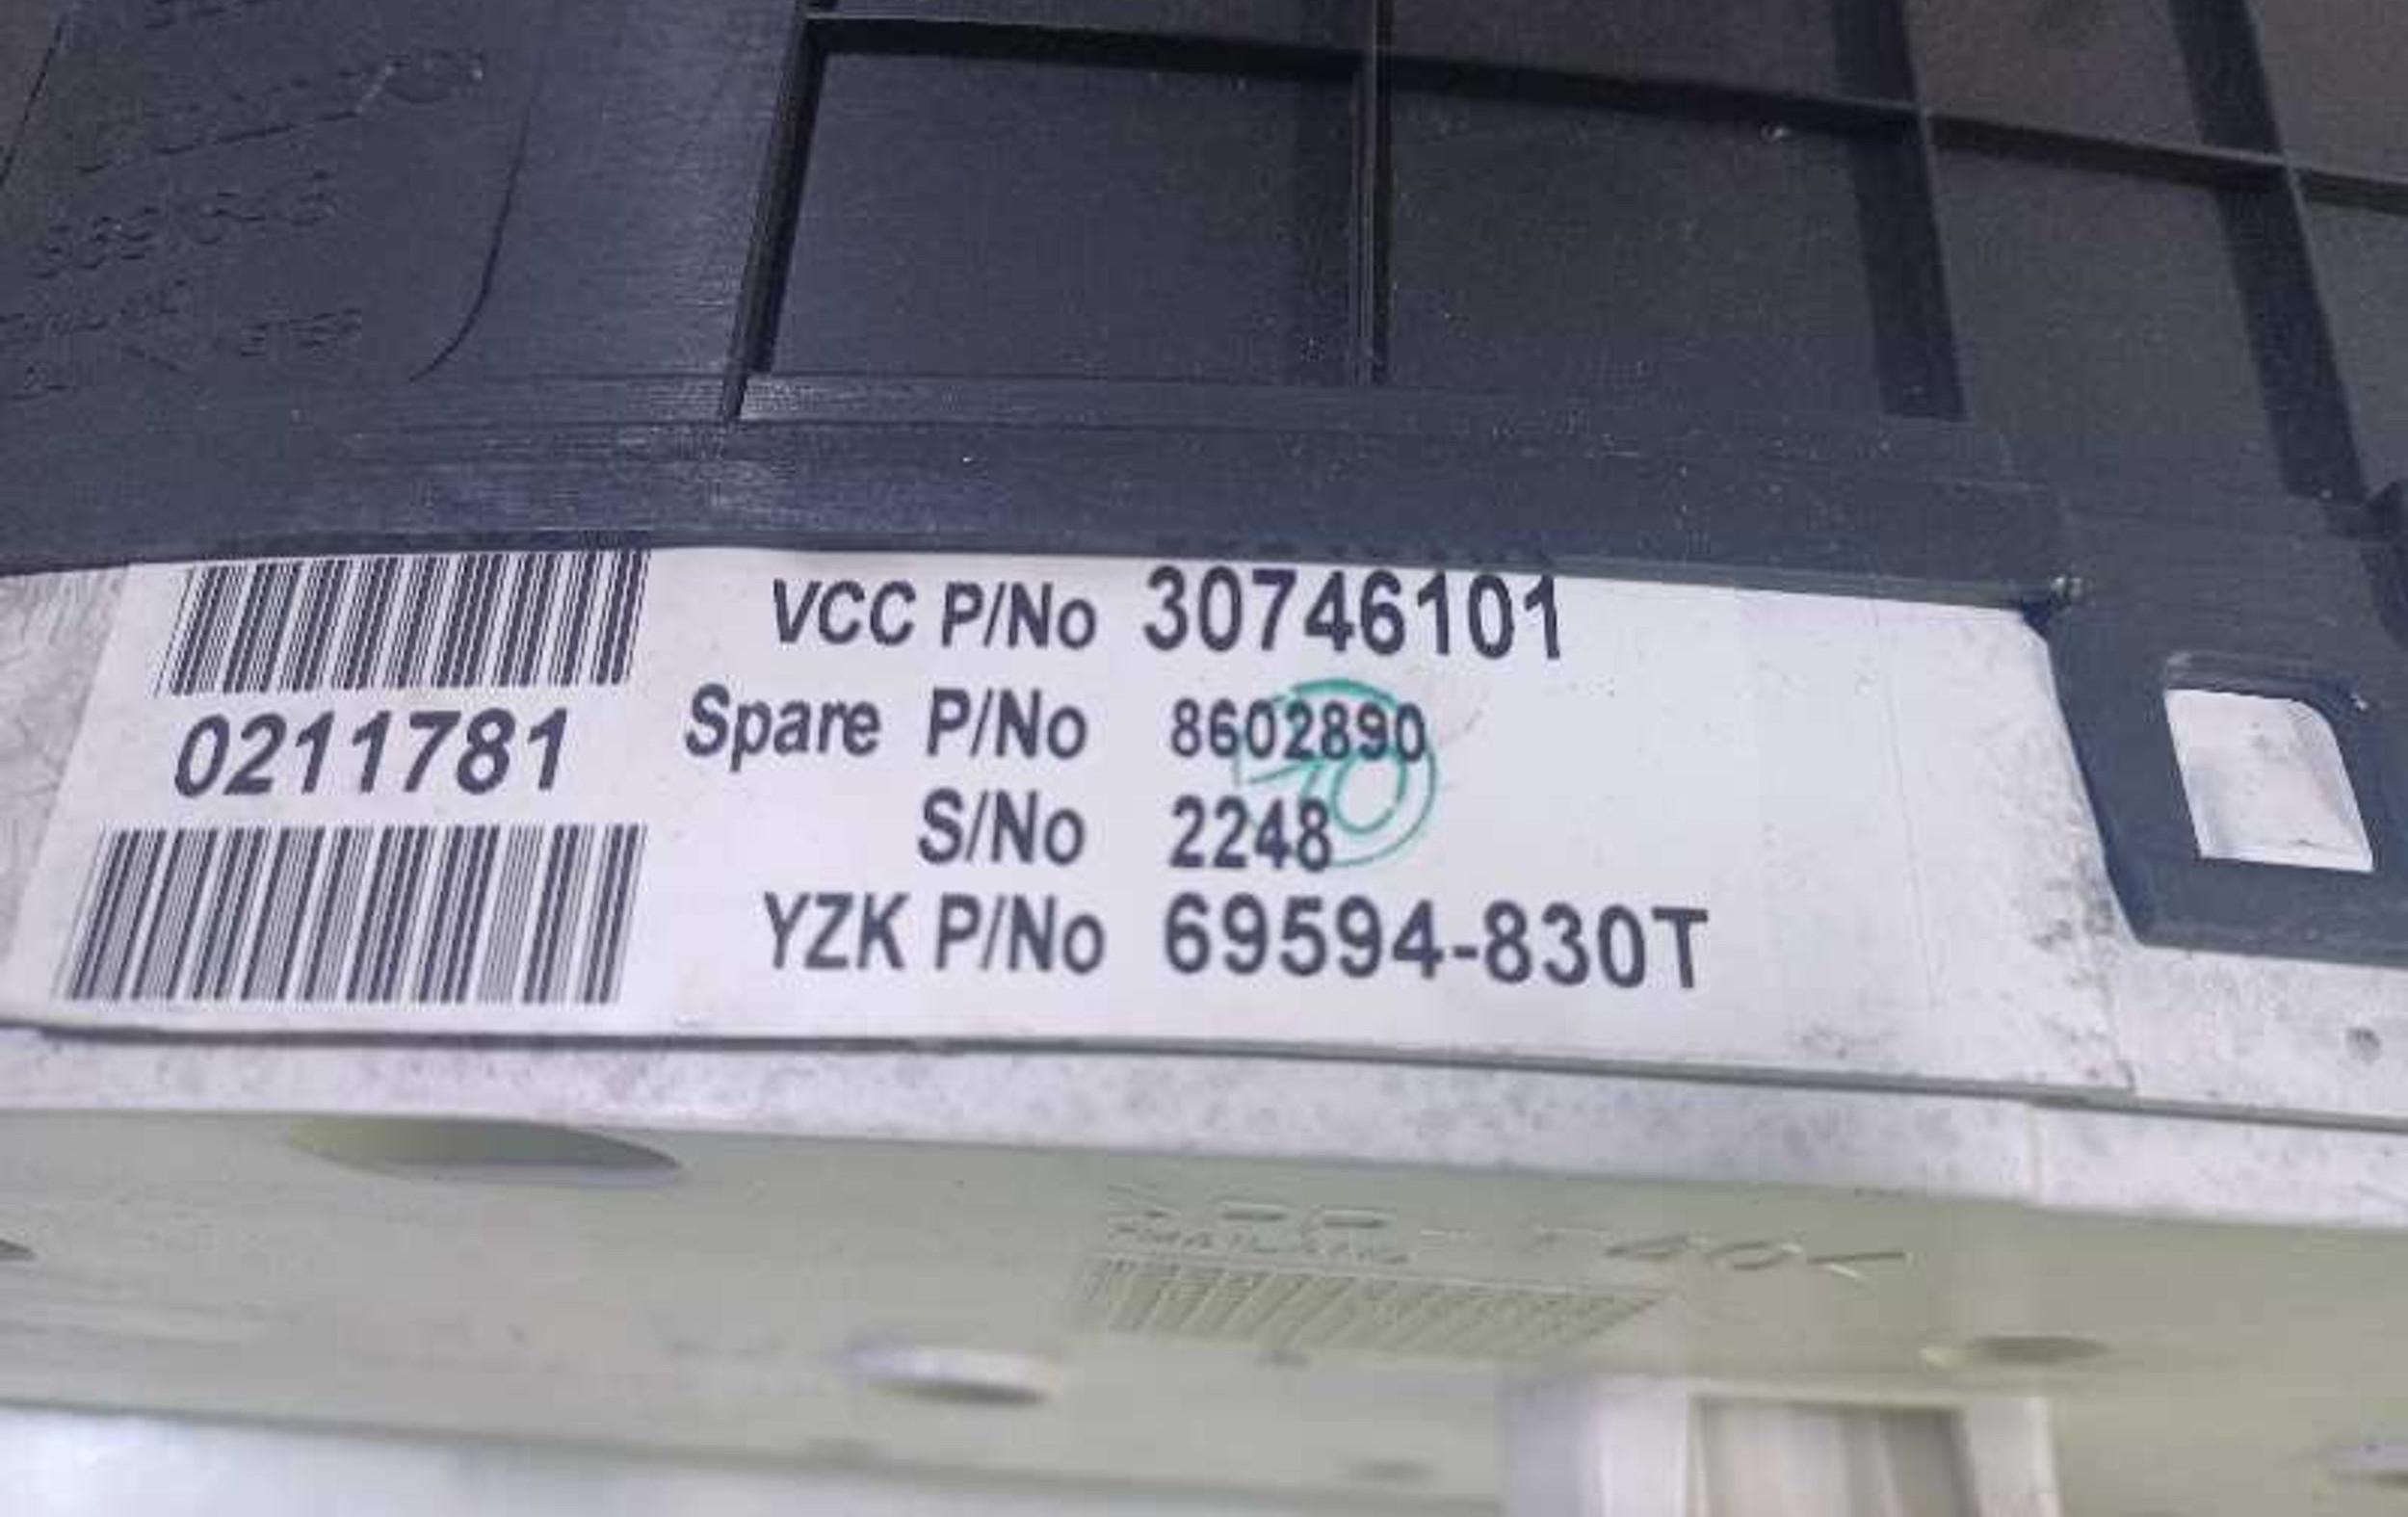 0211781
VCC P/No 30746101
Spare P/No 8602890
S/No 2248
YZK P/No 69594-830T